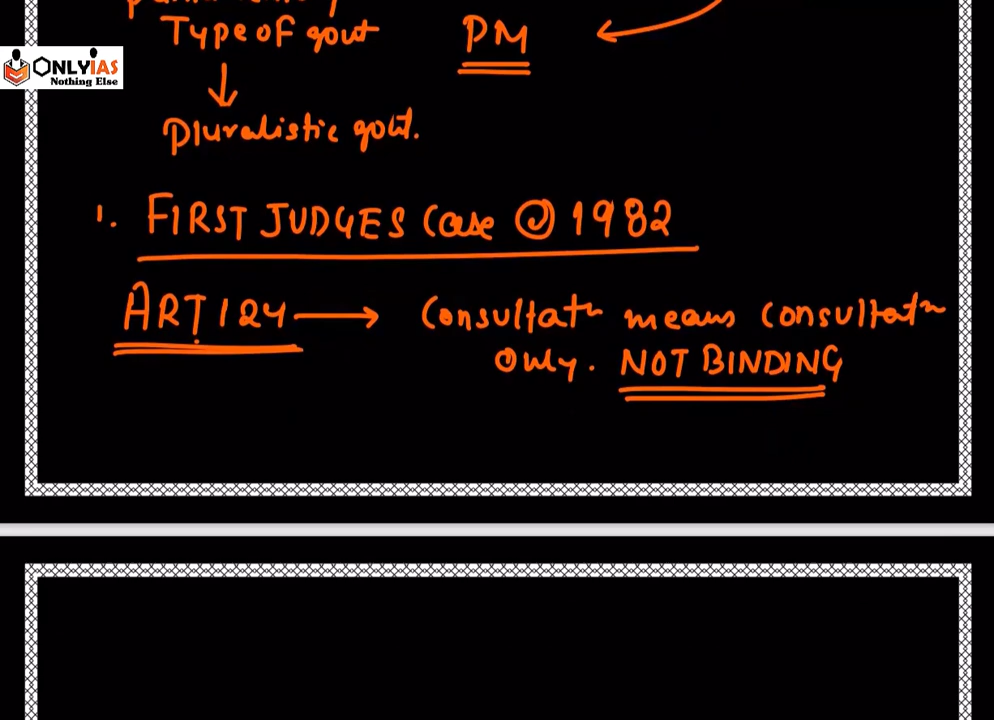 Type of govt PM
ONLYIAS
Nothing Else
Pluralistic govt.
1. FIRST JUDGES Case @ 1982
ART 124 → Consultatn means Consultatn
Only. NOT BINDING